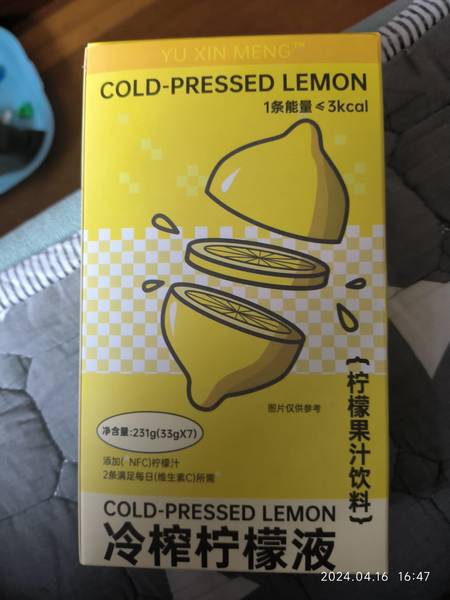 YU XIN MENG™
COLD-PRESSED LEMON
1条能量≤3kcal
图片仅供参考
{柠檬果汁饮料}
净含量:231g(33gX7)
添加(NFC)柠檬汁
2条满足每日(维生素C)所需
COLD-PRESSED LEMON
冷榨柠檬液
2024.04.16 16:47